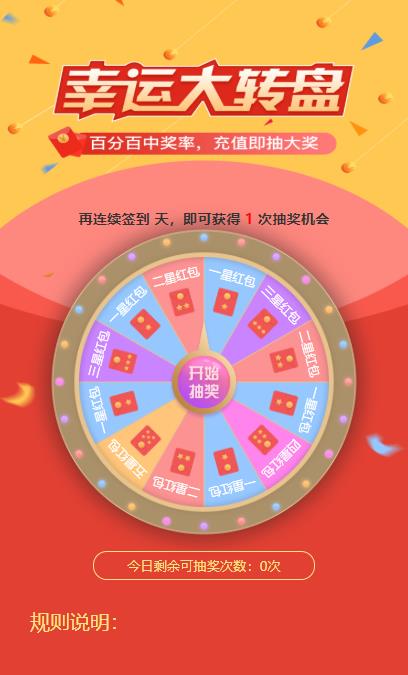 幸运大转盘
百分百中奖率，充值即抽大奖
再连续签到 天，即可获得 1 次抽奖机会
一星红包
三星红包
二星红包
一星红包
四星红包
一星红包
二星红包
五星红包
一星红包
三星红包
一星红包
二星红包
开始
抽奖
今日剩余可抽奖次数：0次
规则说明：